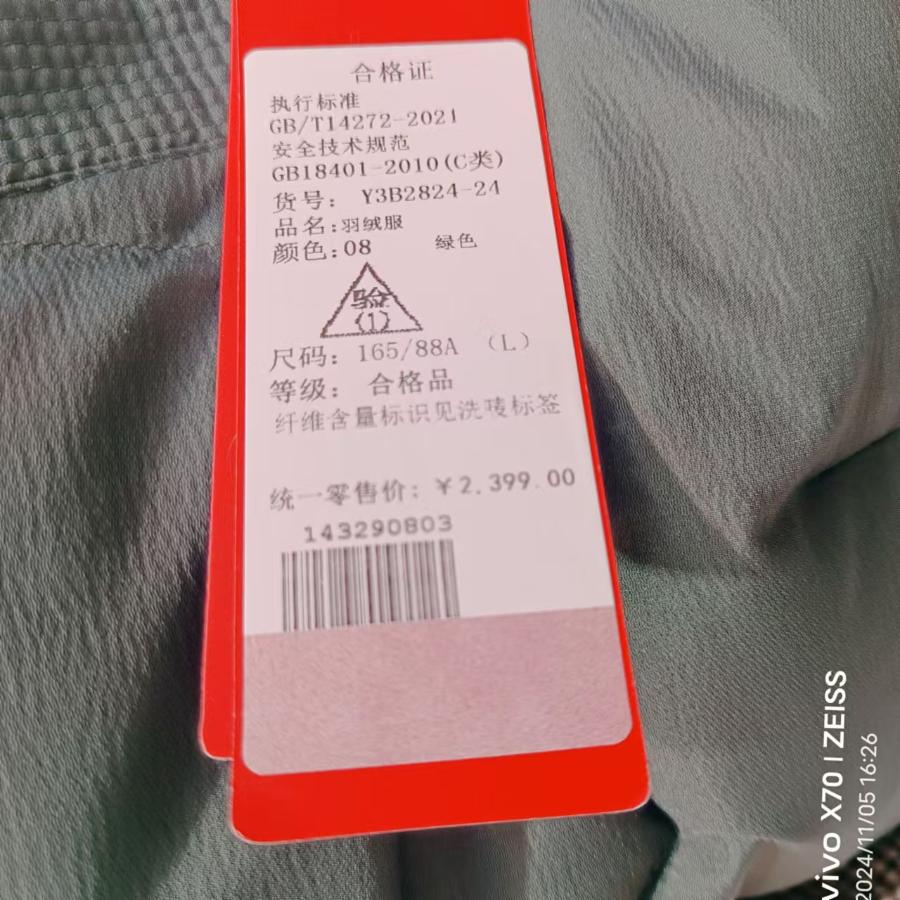 合格证
执行标准
GB/T14272-2021
安全技术规范
GB18401-2010(C类)
货号： Y3B2824-24
品名:羽绒服
颜色:08 绿色
验
(1)
尺码： 165/88A （L）
等级： 合格品
纤维含量标识见洗唛标签
统一零售价：￥2,399.00
143290803
vivo X70 | ZEISS
2024/11/05 16:26